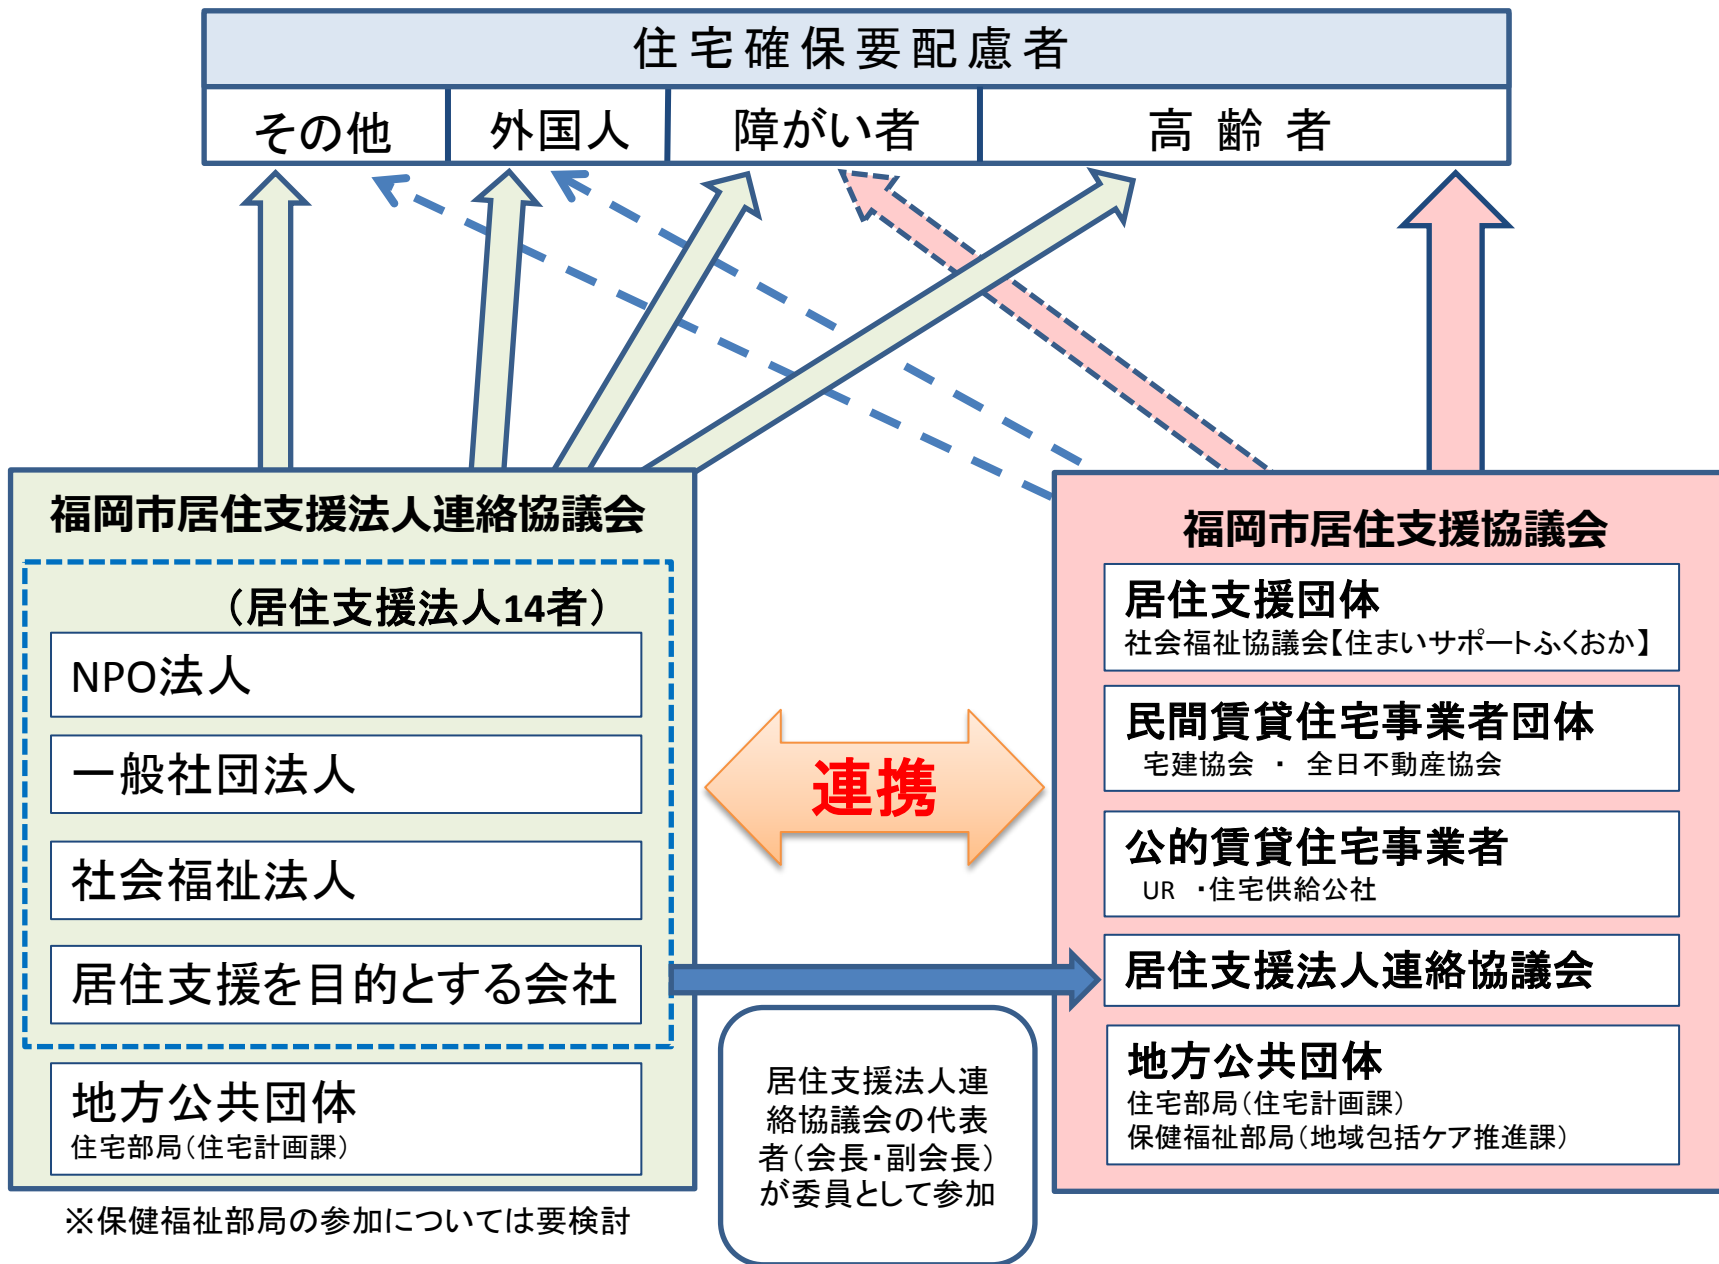 住宅確保要配慮者
その他
外国人
障がい者
高齢者
福岡市居住支援法人連絡協議会
（居住支援法人14者）
NPO法人
一般社団法人
社会福祉法人
居住支援を目的とする会社
地方公共団体
住宅部局（住宅計画課）
※保健福祉部局の参加については要検討
連携
居住支援法人連
絡協議会の代表
者（会長・副会長）
が委員として参加
福岡市居住支援協議会
居住支援団体
社会福祉協議会【住まいサポートふくおか】
民間賃貸住宅事業者団体
宅建協会 ・ 全日不動産協会
公的賃貸住宅事業者
UR ・住宅供給公社
居住支援法人連絡協議会
地方公共団体
住宅部局（住宅計画課）
保健福祉部局（地域包括ケア推進課）